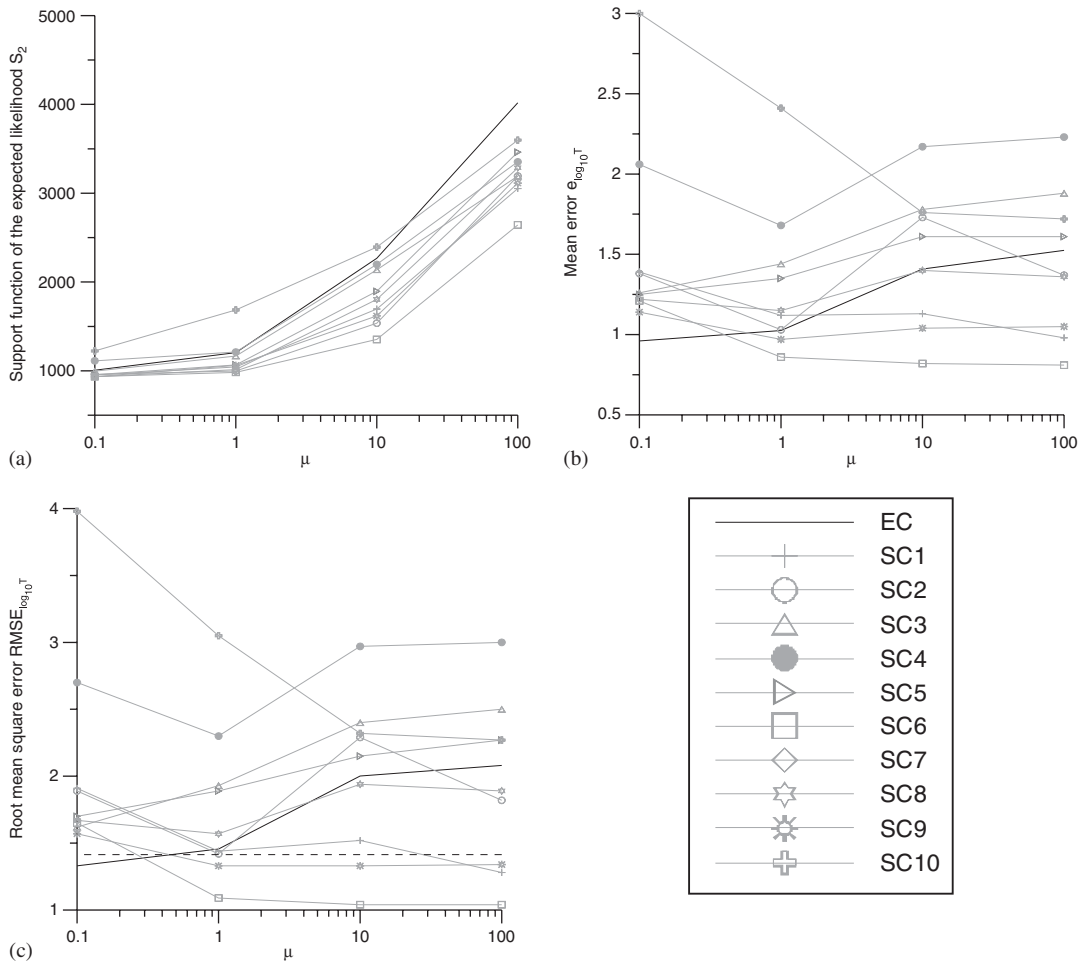 5000
4000
3000
2000
1000
Support function of the expected likelihood S₂
0.1 1 10 100
μ
(a)
3
2.5
2
1.5
1
0.5
Mean error e log₁₀T
0.1 1 10 100
μ
(b)
4
3
2
1
Root mean square error RMSE log₁₀T
0.1 1 10 100
μ
(c)
EC
SC1
SC2
SC3
SC4
SC5
SC6
SC7
SC8
SC9
SC10